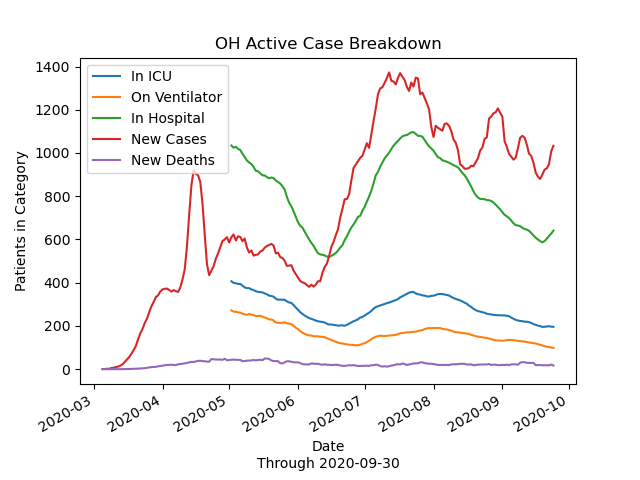 OH Active Case Breakdown
Patients in Category
1400
1200
1000
800
600
400
200
0
In ICU
On Ventilator
In Hospital
New Cases
New Deaths
2020-03
2020-04
2020-05
2020-06
2020-07
2020-08
2020-09
2020-10
Date
Through 2020-09-30